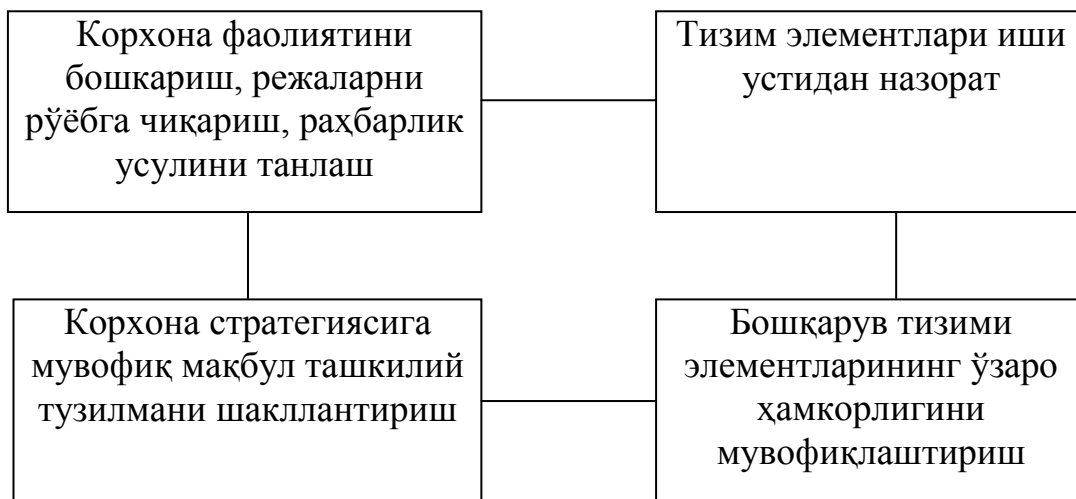 Корхона фаолиятини
бошкариш, режаларни
рўёбга чиқариш, раҳбарлик
усулини танлаш
Тизим элементлари иши
устидан назорат
Корхона стратегиясига
мувофиқ мақбул ташкилий
тузилмани шакллантириш
Бошқарув тизими
элементларининг ўзаро
ҳамкорлигини
мувофиқлаштириш